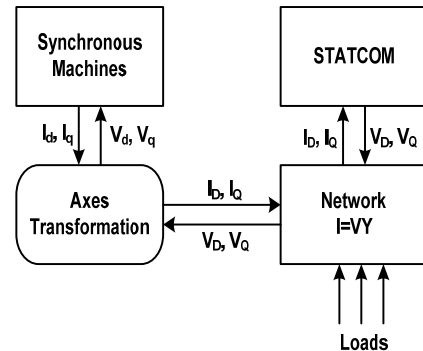 Synchronous
Machines
STATCOM
Id, Iq
Vd, Vq
ID, IQ
VD, VQ
Axes
Transformation
ID, IQ
VD, VQ
Network
I=VY
Loads